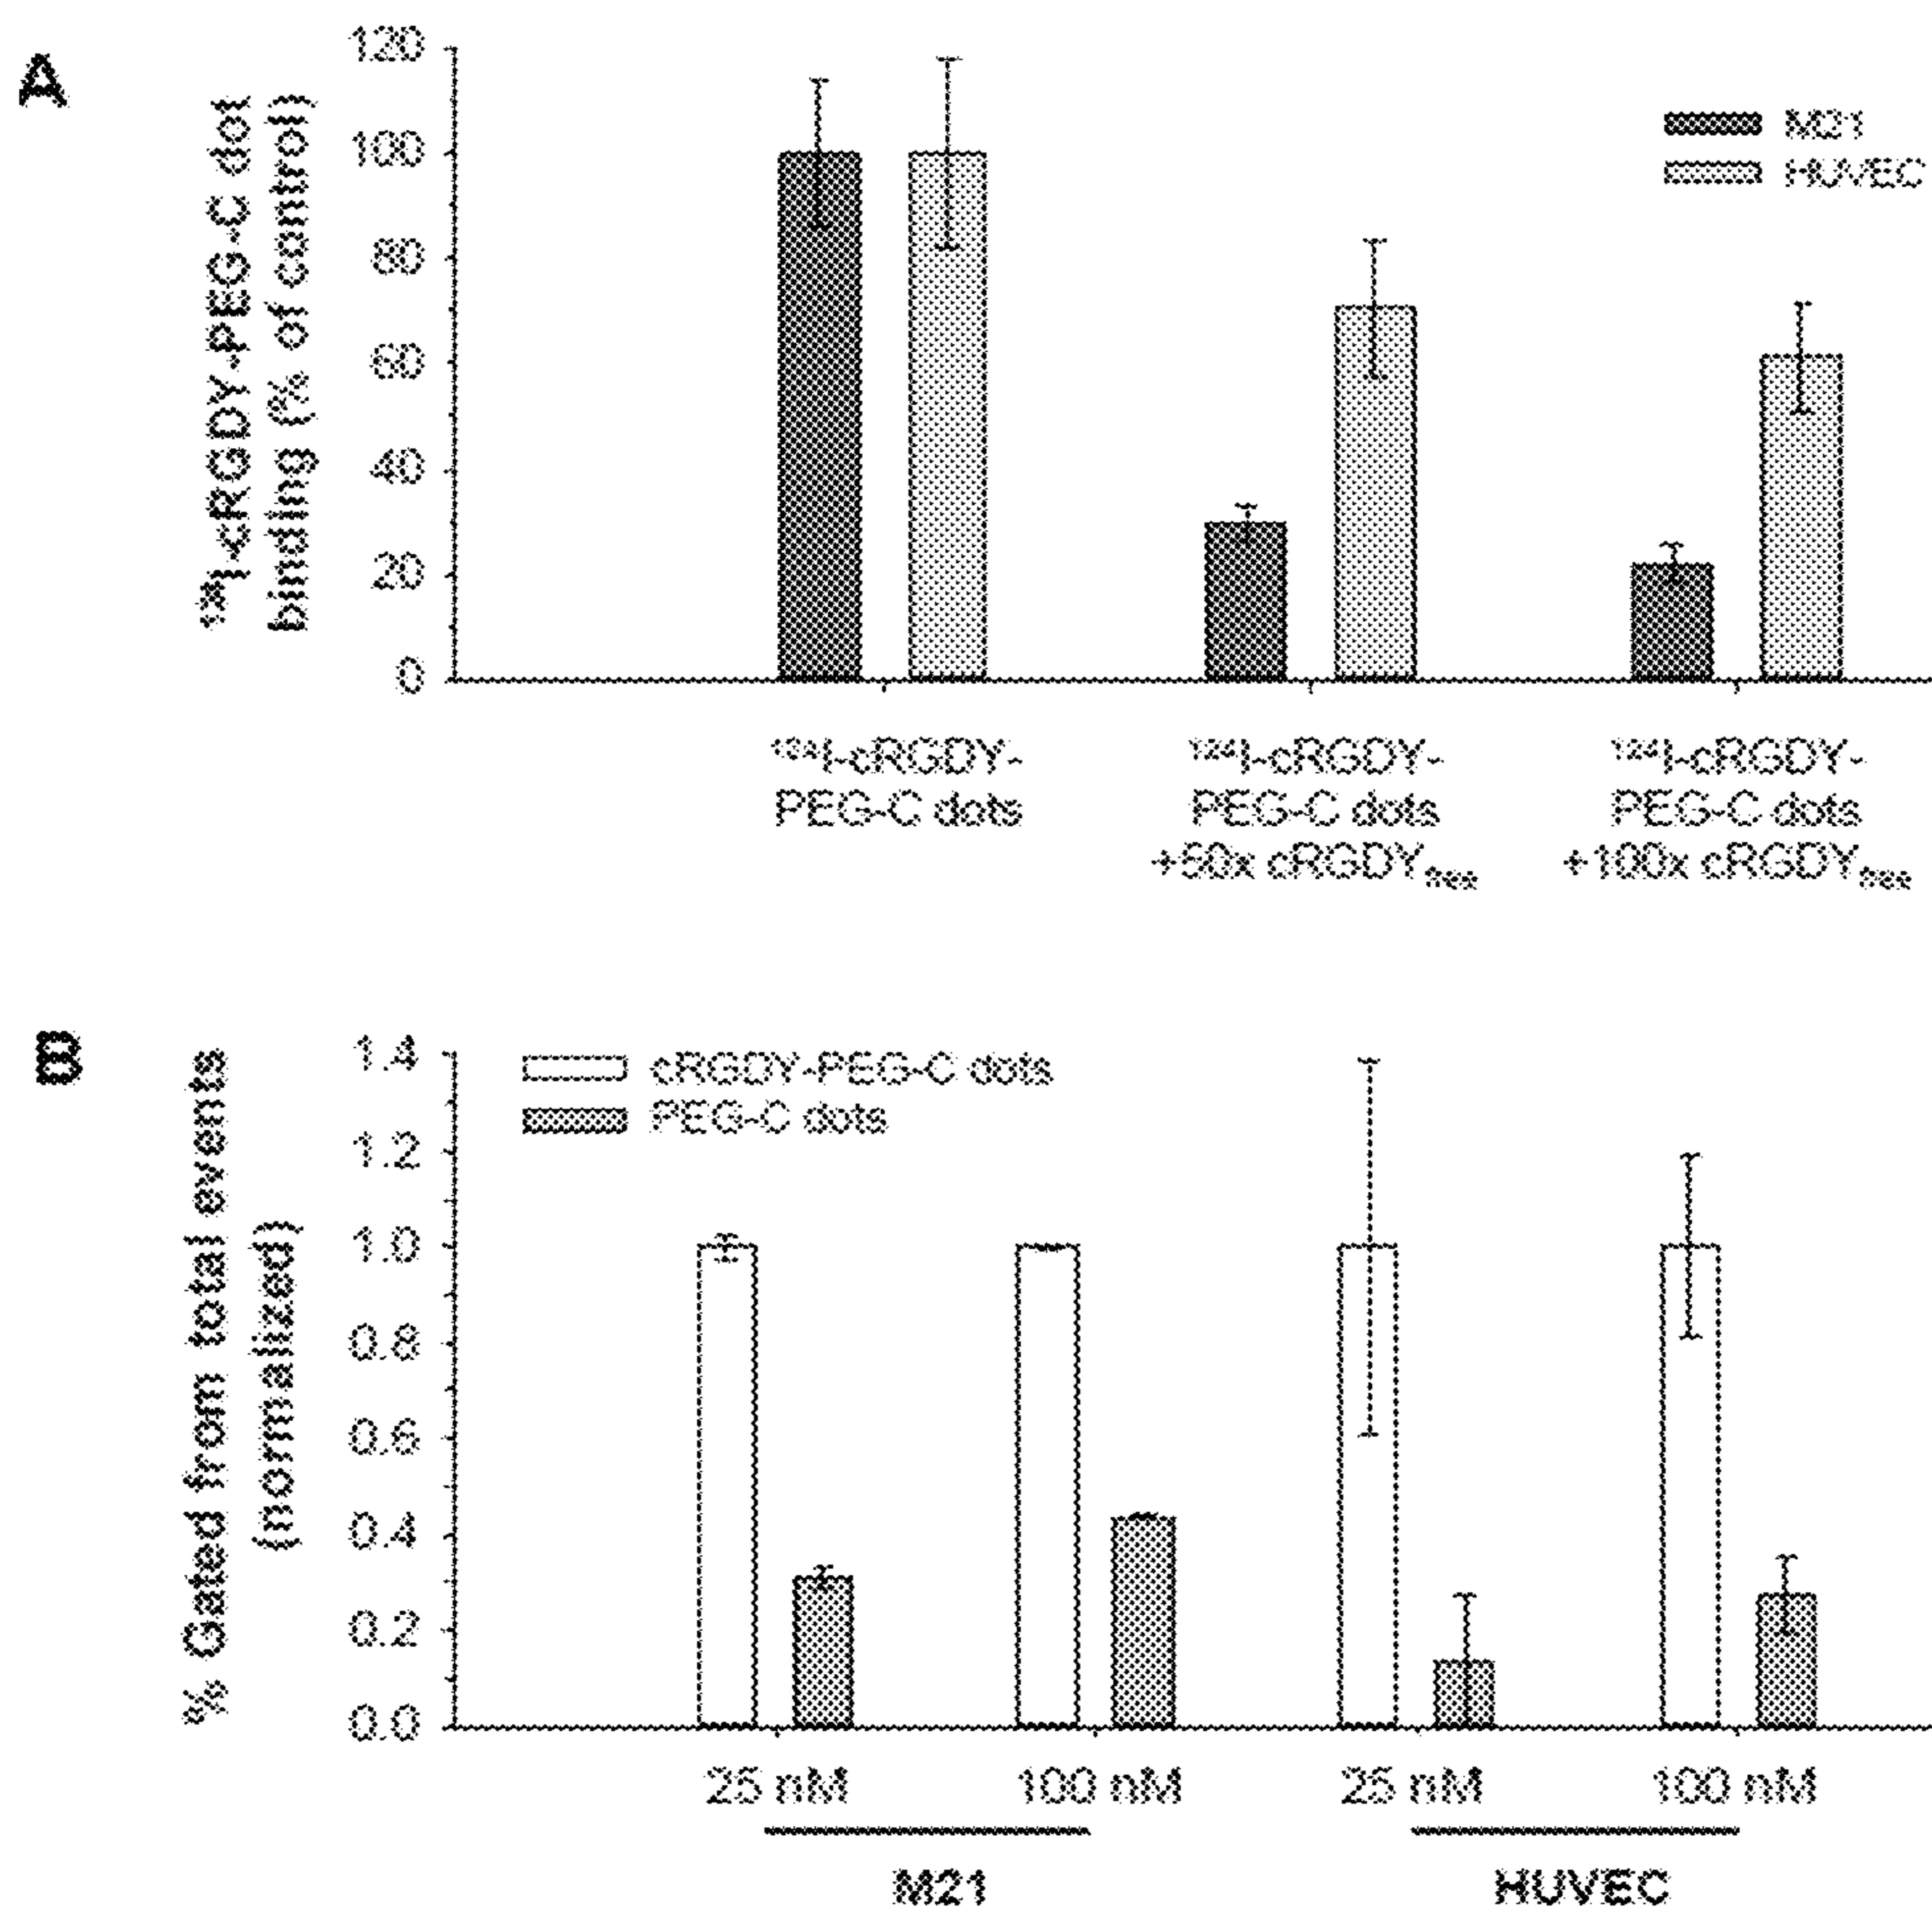 A
120
100
80
60
40
20
0
¹²⁴I-cRGDY-PEG-C dot
binding (% of control)
M21
HUVEC
¹²⁴I-cRGDY-
PEG-C dots
¹²⁴I-cRGDY-
PEG-C dots
+50x cRGDY free
¹²⁴I-cRGDY-
PEG-C dots
+100x cRGDY free
B
% Gated from total events
(normalized)
1.4
1.2
1.0
0.8
0.6
0.4
0.2
0.0
cRGDY-PEG-C dots
PEG-C dots
25 nM
100 nM
25 nM
100 nM
M21
HUVEC